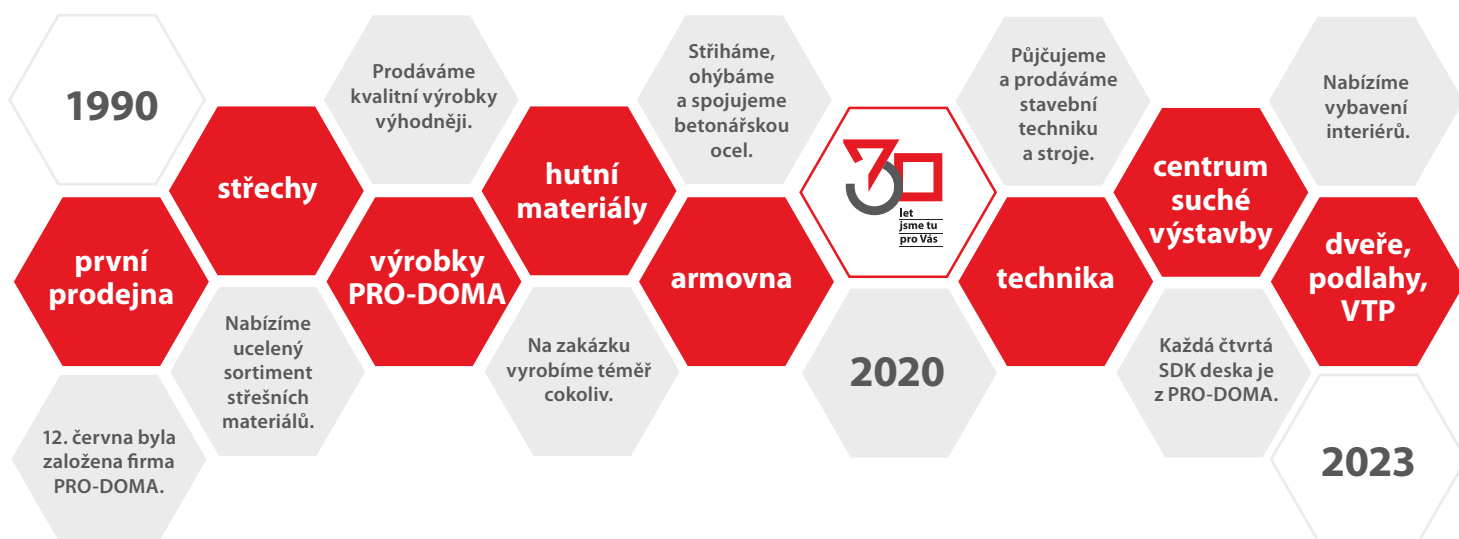 1990
první
prodejna
12. června byla
založena firma
PRO-DOMA.
střechy
Nabízíme
ucelený
sortiment
střešních
materiálů.
Prodáváme
kvalitní výrobky
výhodněji.
výrobky
PRO-DOMA
hutní
materiály
Na zakázku
vyrobíme téměř
cokoliv.
Střiháme,
ohýbáme
a spojujeme
betonářskou
ocel.
armovna
30
let
jsme tu
pro Vás
2020
Půjčujeme
a prodáváme
stavební
techniku
a stroje.
technika
centrum
suché
výstavby
Každá čtvrtá
SDK deska je
z PRO-DOMA.
Nabízíme
vybavení
interiérů.
dveře,
podlahy,
VTP
2023